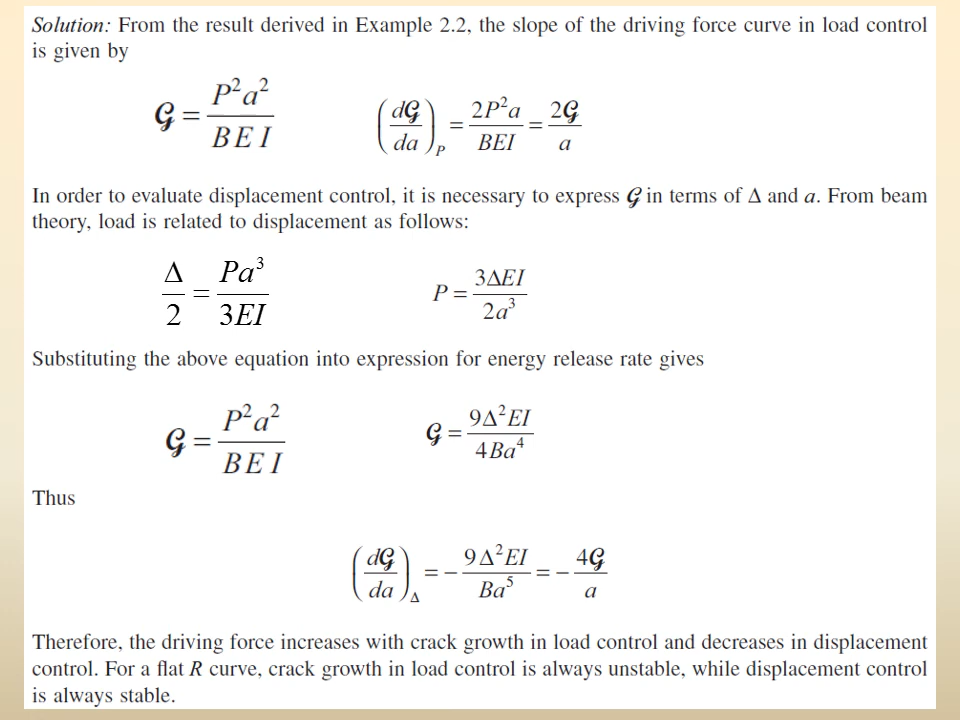 Solution: From the result derived in Example 2.2, the slope of the driving force curve in load control
is given by
𝒢 = P²a² / BEI    (d𝒢/da)_P = 2P²a / BEI = 2𝒢 / a
In order to evaluate displacement control, it is necessary to express 𝒢 in terms of Δ and a. From beam
theory, load is related to displacement as follows:
Δ / 2 = Pa³ / 3EI    P = 3ΔEI / 2a³
Substituting the above equation into expression for energy release rate gives
𝒢 = P²a² / BEI    𝒢 = 9Δ²EI / 4Ba⁴
Thus
(d𝒢/da)_Δ = − 9Δ²EI / Ba⁵ = − 4𝒢 / a
Therefore, the driving force increases with crack growth in load control and decreases in displacement
control. For a flat R curve, crack growth in load control is always unstable, while displacement control
is always stable.